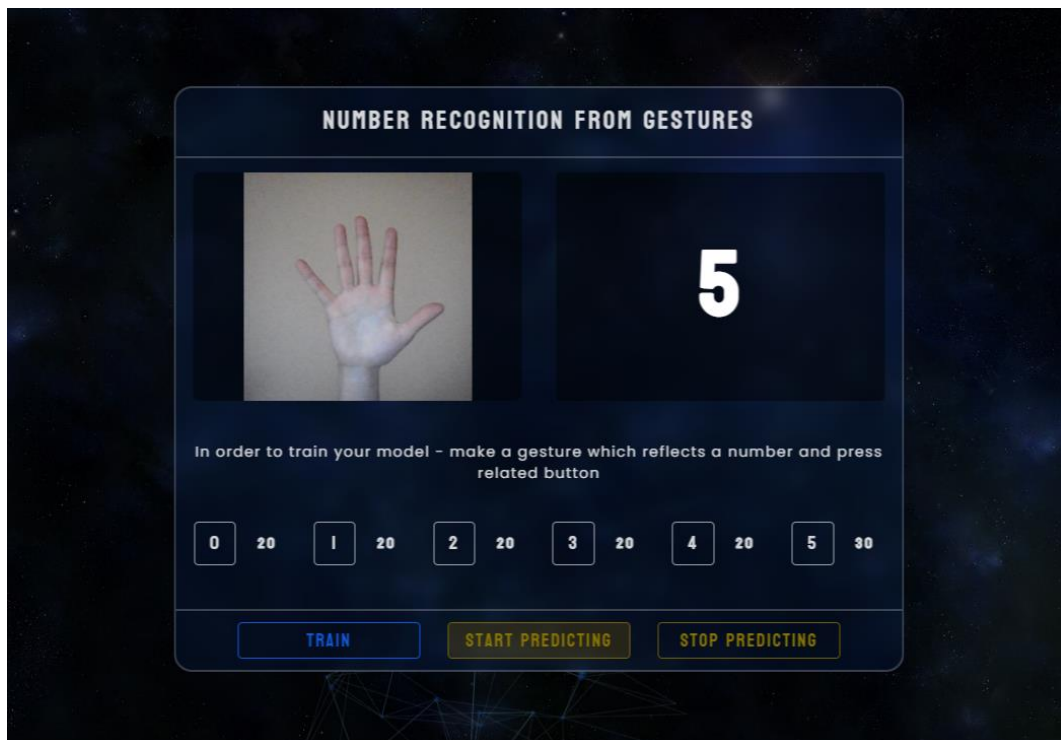 NUMBER RECOGNITION FROM GESTURES
5
In order to train your model - make a gesture which reflects a number and press
related button
0 20 1 20 2 20 3 20 4 20 5 30
TRAIN START PREDICTING STOP PREDICTING